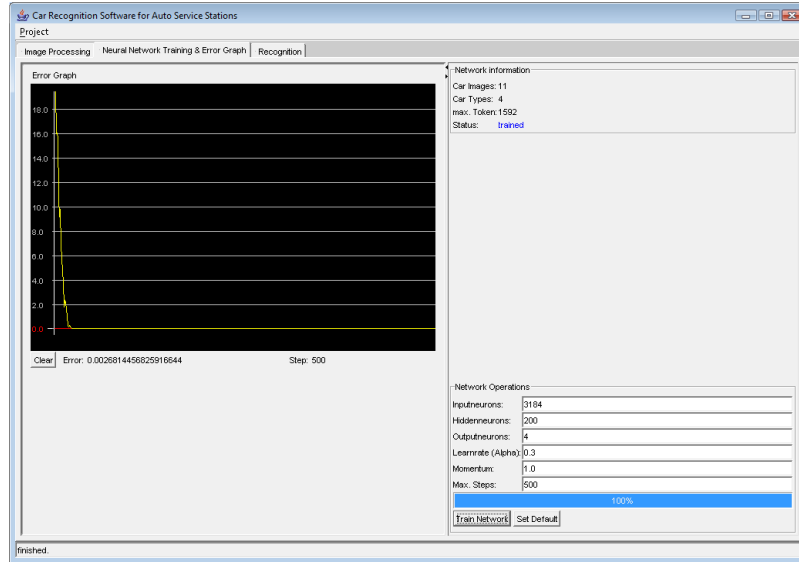 Car Recognition Software for Auto Service Stations
Project
Image Processing Neural Network Training & Error Graph Recognition
Error Graph
18.0
16.0
14.0
12.0
10.0
8.0
6.0
4.0
2.0
0.0
Clear Error: 0.0026814456825916644 Step: 500
Network information
Car Images: 11
Car Types: 4
max. Token: 1592
Status: trained
Network Operations
Inputneurons: 3184
Hiddenneurons: 200
Outputneurons: 4
Learnrate (Alpha): 0.3
Momentum: 1.0
Max. Steps: 500
100%
Train Network Set Default
finished.